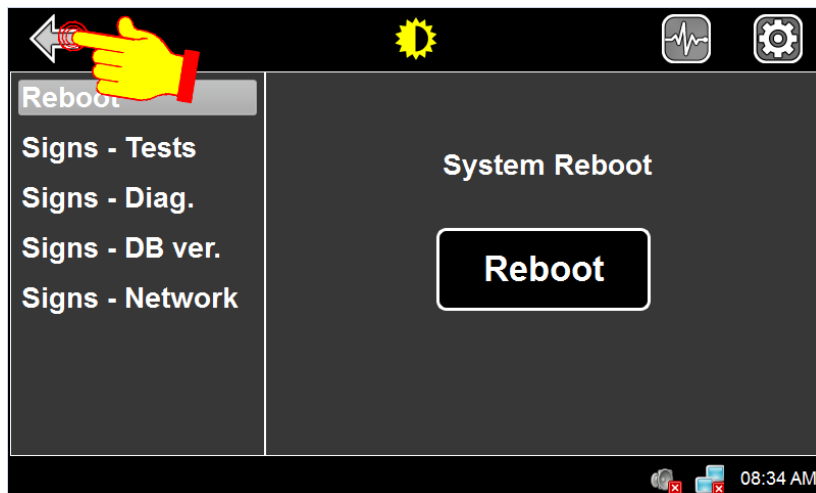 Reboot
Signs - Tests
Signs - Diag.
Signs - DB ver.
Signs - Network
System Reboot
Reboot
08:34 AM